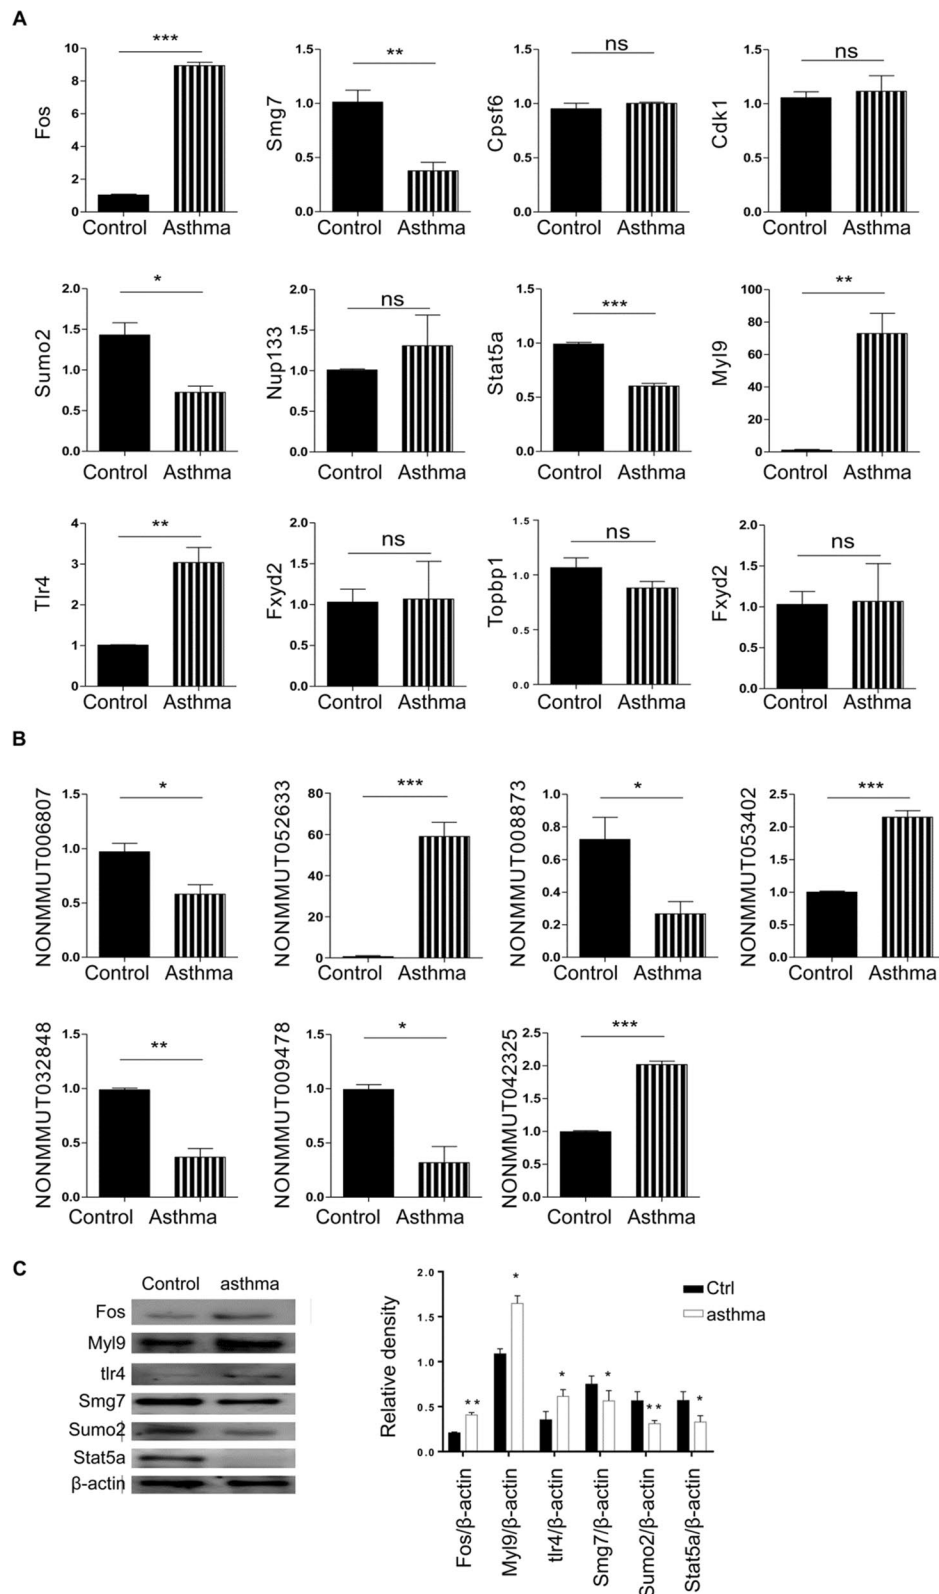 A
Fos
10
8
6
4
2
0
***
Control Asthma
Smg7
1.5
1.0
0.5
0.0
**
Control Asthma
Cpsf6
1.5
1.0
0.5
0.0
ns
Control Asthma
Cdk1
1.5
1.0
0.5
0.0
ns
Control Asthma
Sumo2
2.0
1.5
1.0
0.5
0.0
*
Control Asthma
Nup133
2.0
1.5
1.0
0.5
0.0
ns
Control Asthma
Stat5a
1.5
1.0
0.5
0.0
***
Control Asthma
Myl9
100
80
60
40
20
0
**
Control Asthma
Tlr4
4
3
2
1
0
**
Control Asthma
Fxyd2
2.0
1.5
1.0
0.5
0.0
ns
Control Asthma
Topbp1
1.5
1.0
0.5
0.0
ns
Control Asthma
Fxyd2
2.0
1.5
1.0
0.5
0.0
ns
Control Asthma
B
NONMMUT006807
1.5
1.0
0.5
0.0
*
Control Asthma
NONMMUT052633
80
60
40
20
0
***
Control Asthma
NONMMUT008873
1.0
0.8
0.6
0.4
0.2
0.0
*
Control Asthma
NONMMUT053402
2.5
2.0
1.5
1.0
0.5
0.0
***
Control Asthma
NONMMUT032848
1.5
1.0
0.5
0.0
**
Control Asthma
NONMMUT009478
1.5
1.0
0.5
0.0
*
Control Asthma
NONMMUT042325
2.5
2.0
1.5
1.0
0.5
0.0
***
Control Asthma
C
Control asthma
Fos
Myl9
tlr4
Smg7
Sumo2
Stat5a
β-actin
Relative density
2.0
1.5
1.0
0.5
0.0
**
*
*
*
**
*
Ctrl
asthma
Fos/β-actin
Myl9/β-actin
tlr4/β-actin
Smg7/β-actin
Sumo2/β-actin
Stat5a/β-actin